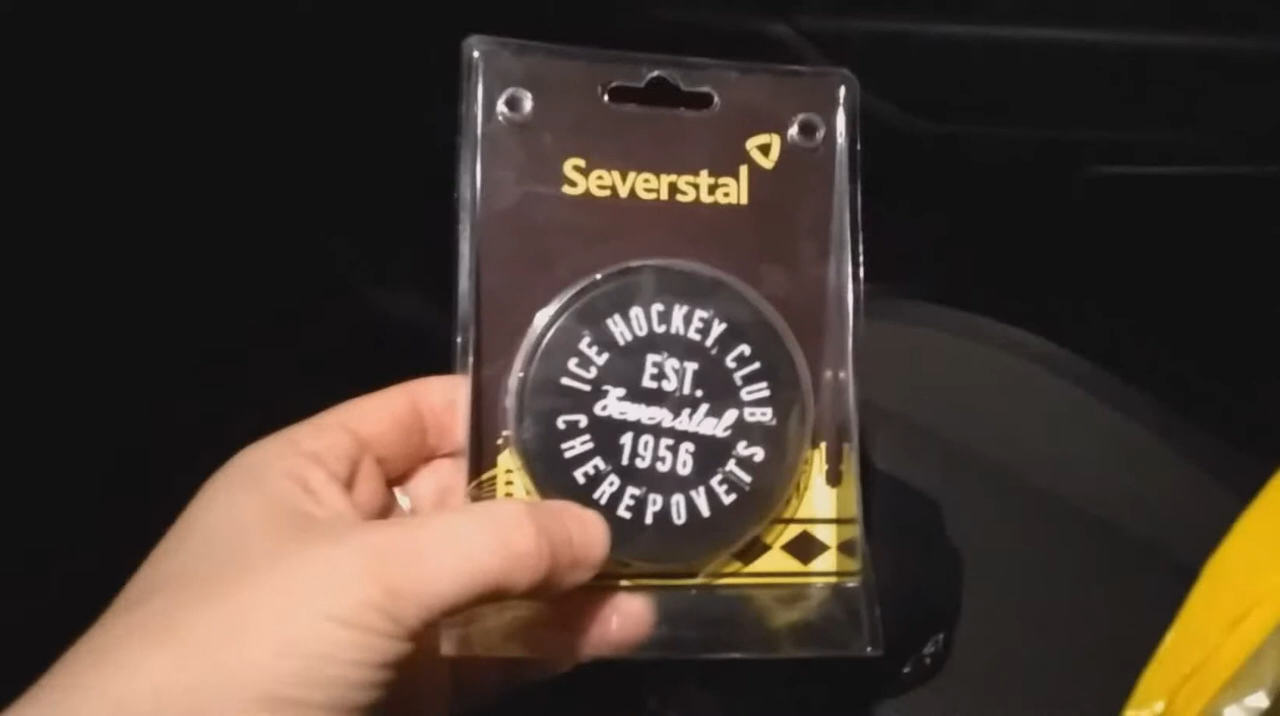 Severstal
ICE HOCKEY CLUB
EST.
Severstal
1956
CHEREPOVETS